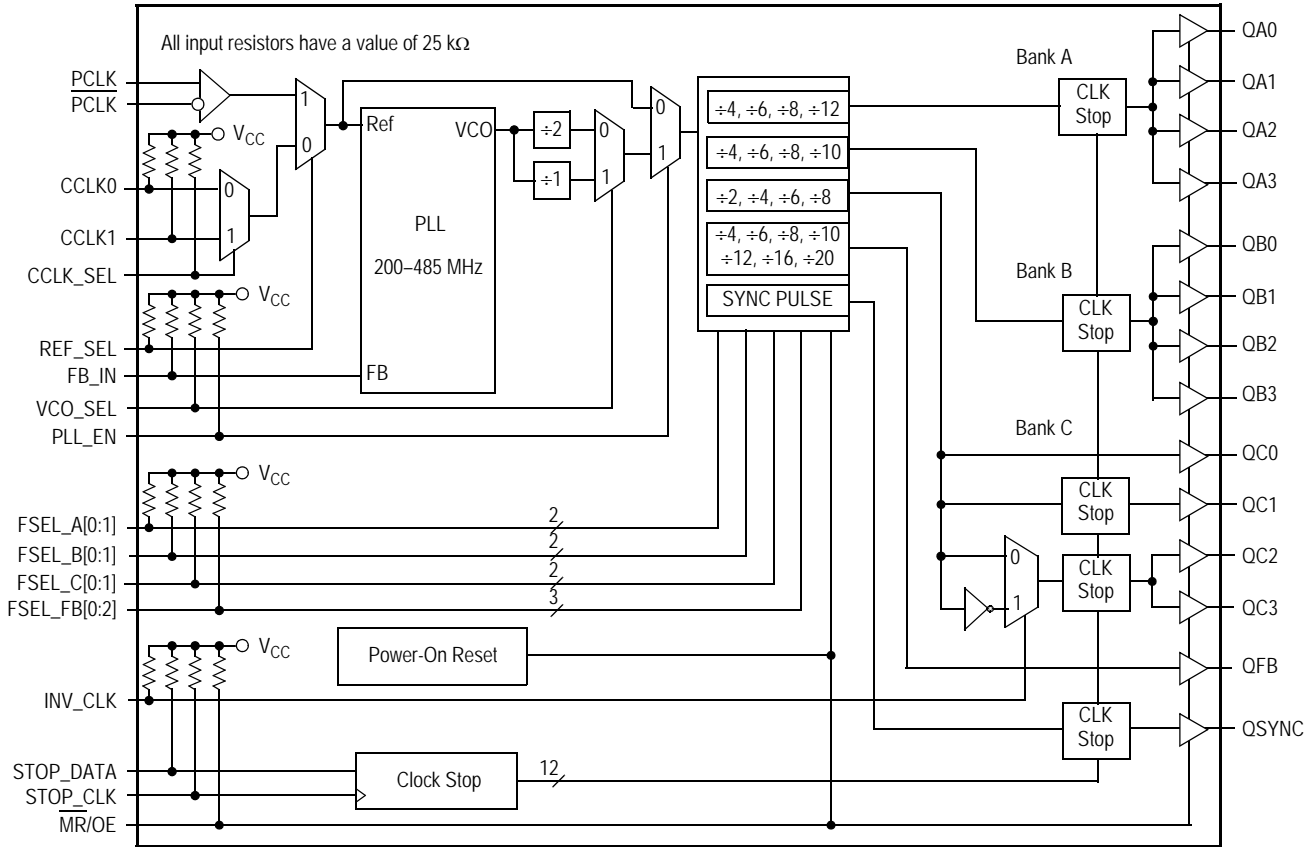 All input resistors have a value of 25 kΩ
PCLK
PCLK
VCC
CCLK0
CCLK1
CCLK_SEL
1
0
0
1
VCC
REF_SEL
FB_IN
VCO_SEL
PLL_EN
Ref
VCO
PLL
200–485 MHz
FB
÷2
÷1
0
1
0
1
÷4, ÷6, ÷8, ÷12
÷4, ÷6, ÷8, ÷10
÷2, ÷4, ÷6, ÷8
÷4, ÷6, ÷8, ÷10
÷12, ÷16, ÷20
SYNC PULSE
Bank A
CLK
Stop
QA0
QA1
QA2
QA3
Bank B
CLK
Stop
QB0
QB1
QB2
QB3
Bank C
QC0
CLK
Stop
QC1
0
1
CLK
Stop
QC2
QC3
QFB
CLK
Stop
QSYNC
VCC
FSEL_A[0:1]
2
FSEL_B[0:1]
2
FSEL_C[0:1]
2
FSEL_FB[0:2]
3
VCC
Power-On Reset
INV_CLK
STOP_DATA
STOP_CLK
MR/OE
Clock Stop
12